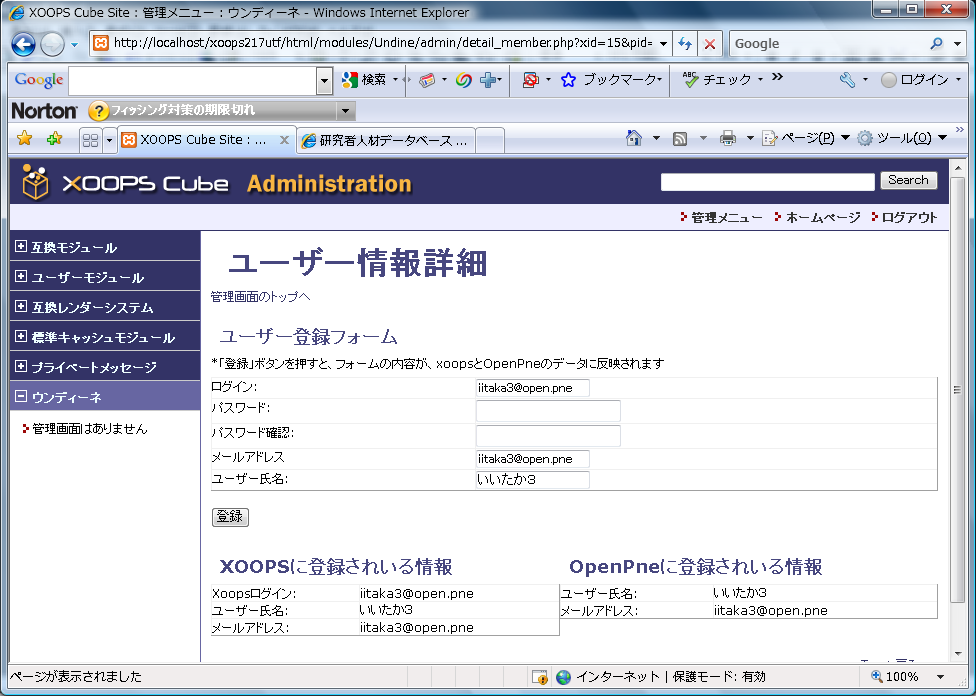 XOOPS Cube Site : 管理メニュー : ウンディーネ - Windows Internet Explorer
http://localhost/xoops217utf/html/modules/Undine/admin/detail_member.php?xid=15&pid=
Google
Google 検索 ブックマーク ABC チェック ログイン
Norton ? フィッシング対策の期限切れ
XOOPS Cube Site : ... 研究者人材データベース ... ページ(P) ツール(O)
XOOPS Cube Administration Search
管理メニュー ホームページ ログアウト
互換モジュール
ユーザーモジュール
互換レンダーシステム
標準キャッシュモジュール
プライベートメッセージ
ウンディーネ
管理画面はありません
ユーザー情報詳細
管理画面のトップへ
ユーザー登録フォーム
*「登録」ボタンを押すと、フォームの内容が、xoopsとOpenPneのデータに反映されます
ログイン: iitaka3@open.pne
パスワード:
パスワード確認:
メールアドレス iitaka3@open.pne
ユーザー氏名: いいたか3
登録
XOOPSに登録されいる情報
Xoopsログイン: iitaka3@open.pne
ユーザー氏名: いいたか3
メールアドレス: iitaka3@open.pne
OpenPneに登録されいる情報
ユーザー氏名: いいたか3
メールアドレス: iitaka3@open.pne
ページが表示されました インターネット | 保護モード: 有効 100%